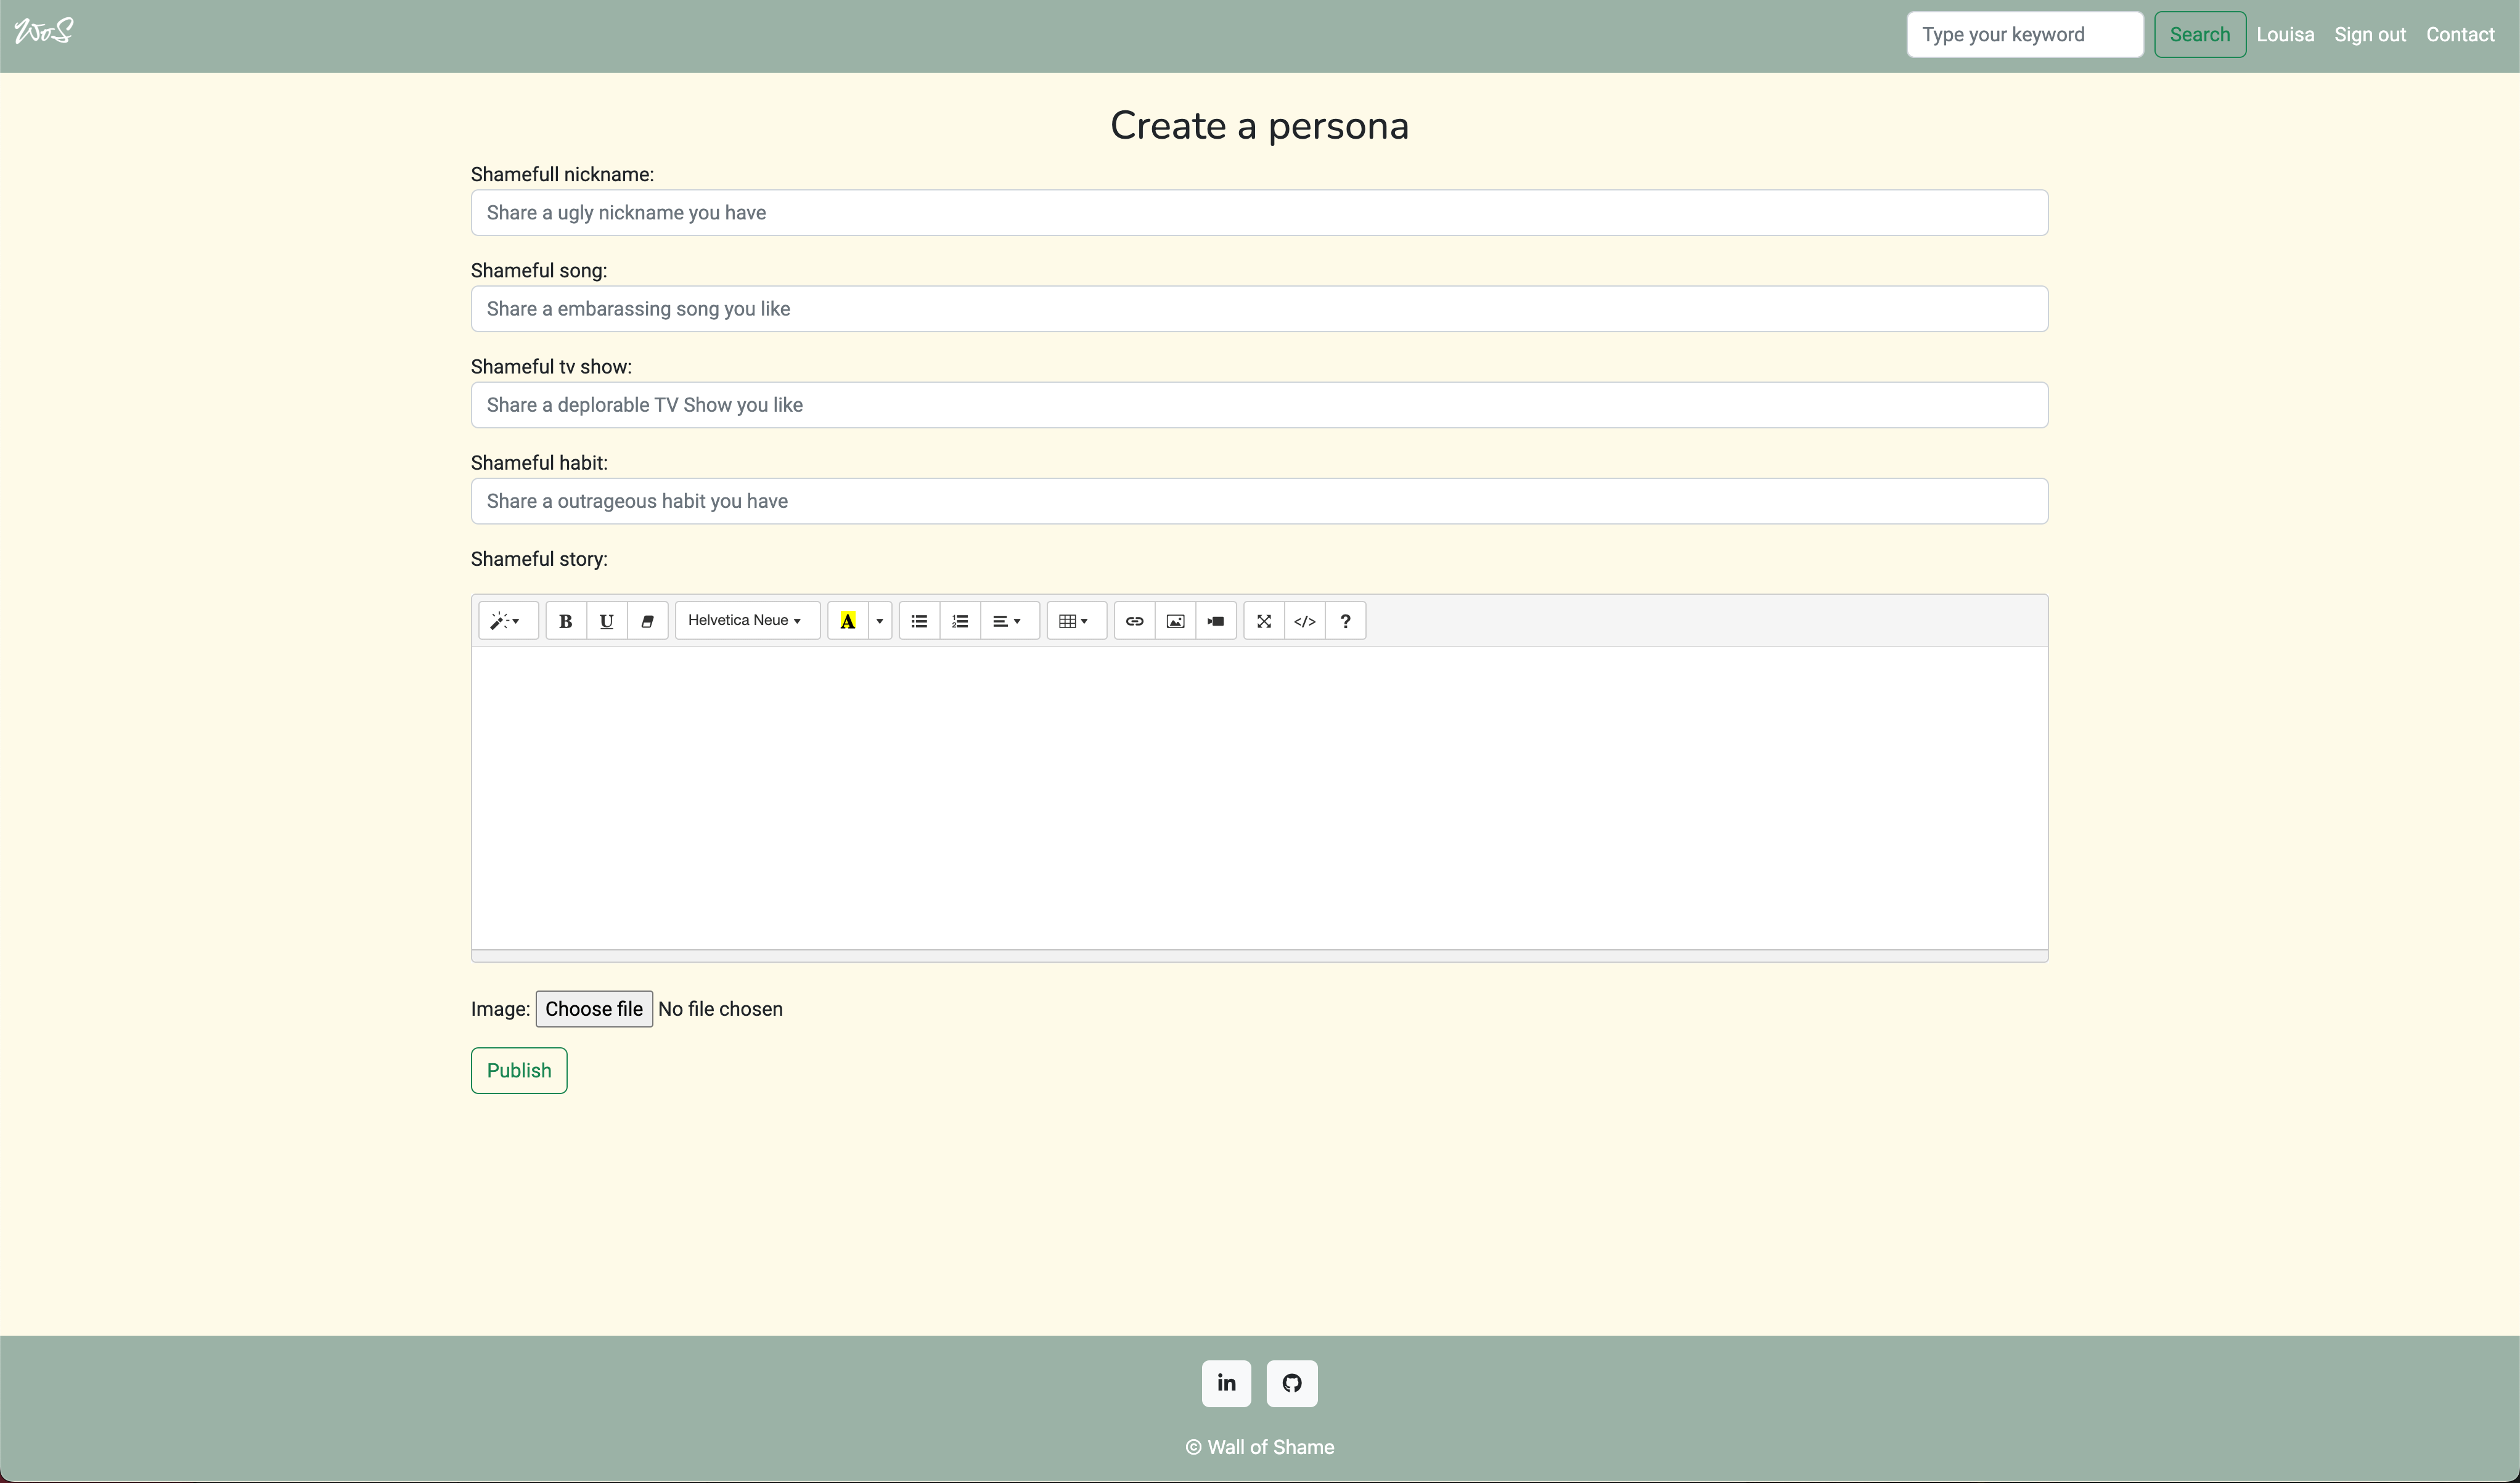 WoS
Type your keyword Search Louisa Sign out Contact
Create a persona
Shamefull nickname:
Share a ugly nickname you have
Shameful song:
Share a embarassing song you like
Shameful tv show:
Share a deplorable TV Show you like
Shameful habit:
Share a outrageous habit you have
Shameful story:
B U Helvetica Neue A </> ?
Image: Choose file No file chosen
Publish
in
© Wall of Shame